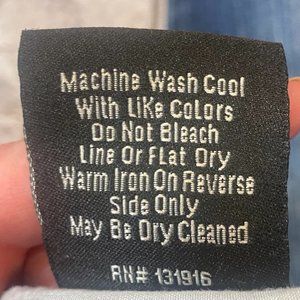 Machine Wash Cool
With Like Colors
Do Not Bleach
Line Or Flat Dry
Warm Iron On Reverse
Side Only
May Be Dry Cleaned
RN# 131916